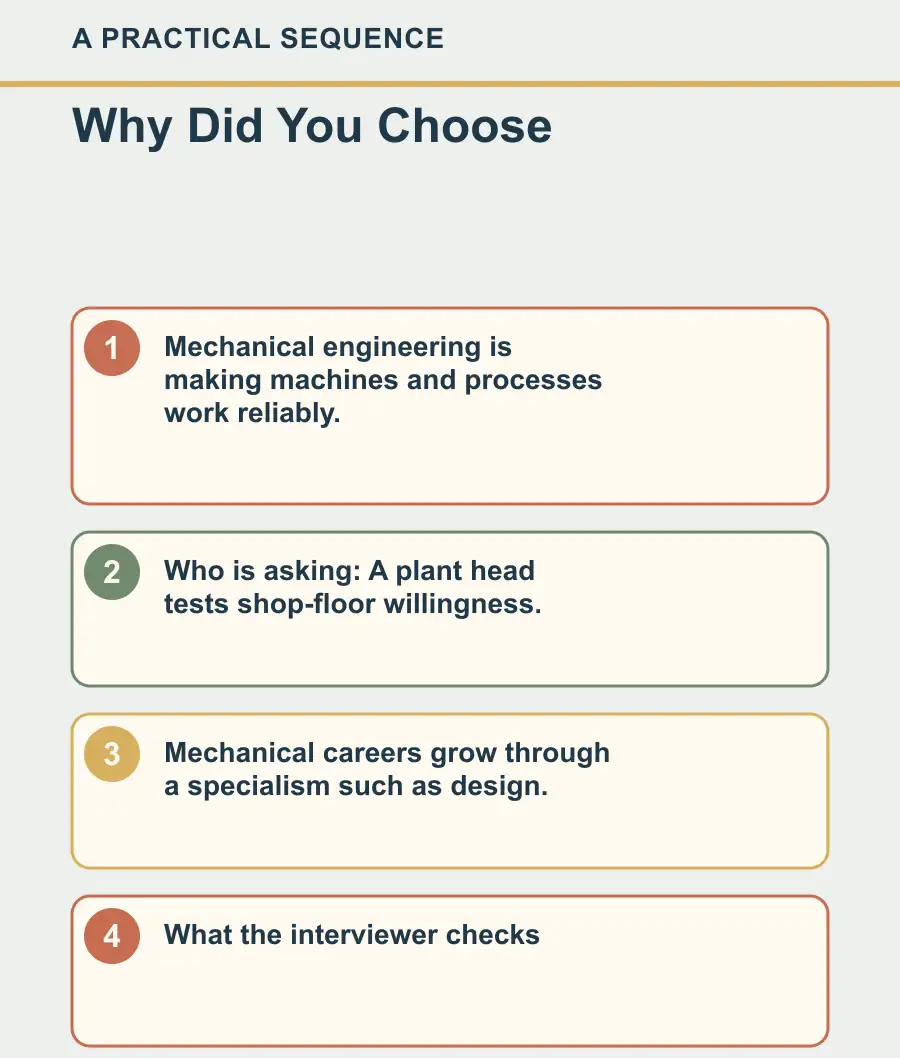 A PRACTICAL SEQUENCE
Why Did You Choose
1
Mechanical engineering is
making machines and processes
work reliably.
2
Who is asking: A plant head
tests shop-floor willingness.
3
Mechanical careers grow through
a specialism such as design.
4
What the interviewer checks